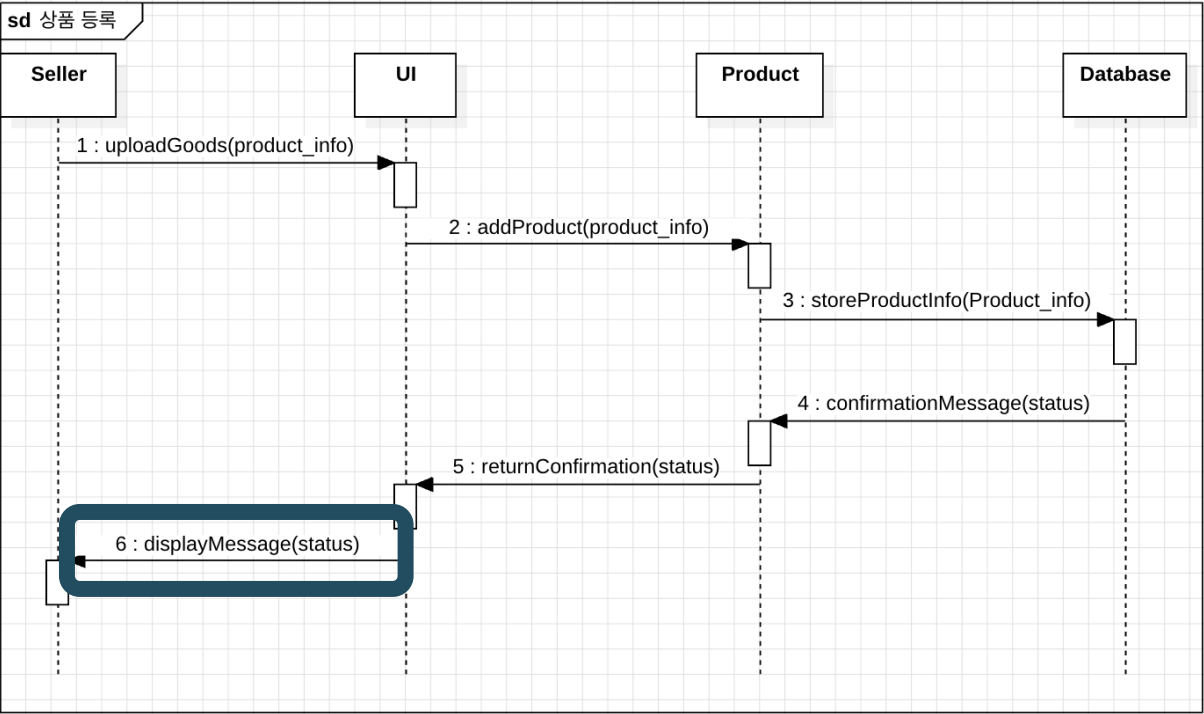 sd 상품 등록
Seller
UI
Product
Database
1 : uploadGoods(product_info)
2 : addProduct(product_info)
3 : storeProductInfo(Product_info)
4 : confirmationMessage(status)
5 : returnConfirmation(status)
6 : displayMessage(status)